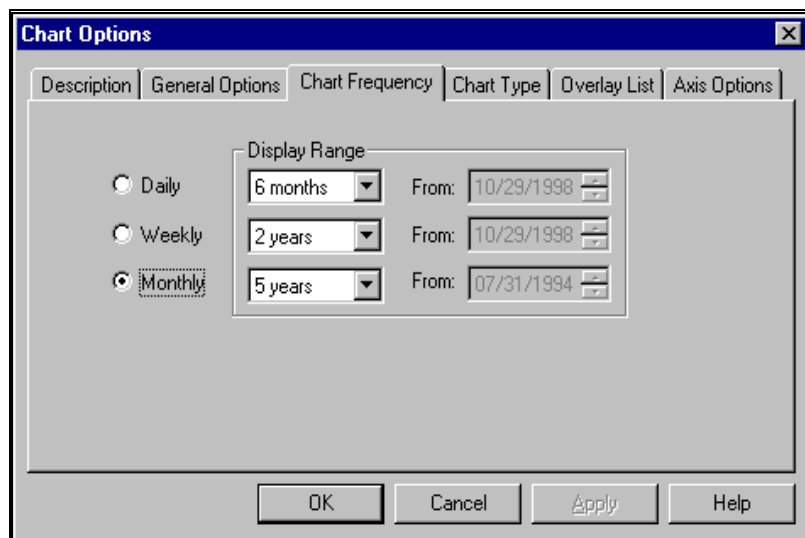 Chart Options
Description General Options Chart Frequency Chart Type Overlay List Axis Options
Display Range
Daily 6 months From: 10/29/1998
Weekly 2 years From: 10/29/1998
Monthly 5 years From: 07/31/1994
OK Cancel Apply Help